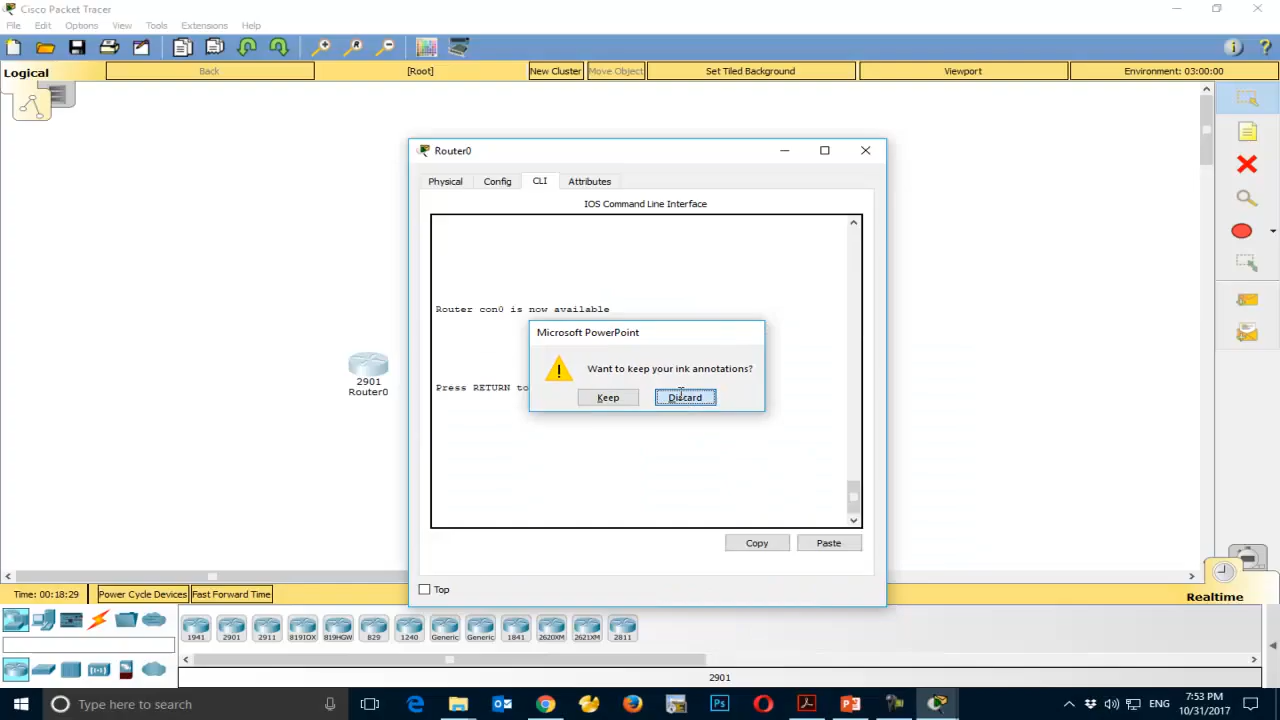 Cisco Packet Tracer
File Edit Options View Tools Extensions Help
Logical
Back
[Root]
New Cluster
Move Object
Set Tiled Background
Viewport
Environment: 03:00:00
Router0
Physical Config CLI Attributes
IOS Command Line Interface
Router con0 is now available
Microsoft PowerPoint
Want to keep your ink annotations?
Keep Discard
Press RETURN to
2901
Router0
Copy Paste
Top
Time: 00:18:29 Power Cycle Devices Fast Forward Time
Realtime
1941 2901 2911 819IOX 819HGW 829 1240 Generic Generic 1841 2620XM 2621XM 2811
2901
Type here to search
ENG
7:53 PM
10/31/2017